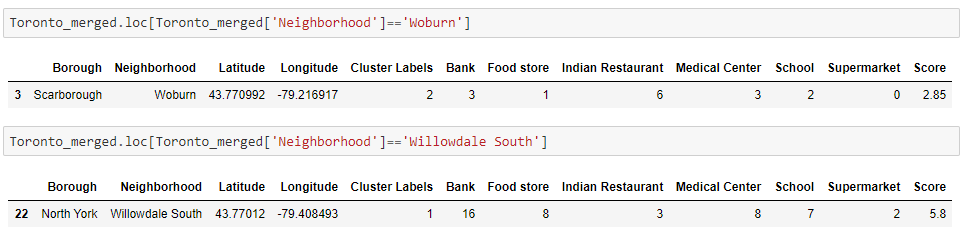 Toronto_merged.loc[Toronto_merged['Neighborhood']=='Woburn']
Borough Neighborhood Latitude Longitude Cluster Labels Bank Food store Indian Restaurant Medical Center School Supermarket Score
3 Scarborough Woburn 43.770992 -79.216917 2 3 1 6 3 2 0 2.85
Toronto_merged.loc[Toronto_merged['Neighborhood']=='Willowdale South']
Borough Neighborhood Latitude Longitude Cluster Labels Bank Food store Indian Restaurant Medical Center School Supermarket Score
22 North York Willowdale South 43.77012 -79.408493 1 16 8 3 8 7 2 5.8